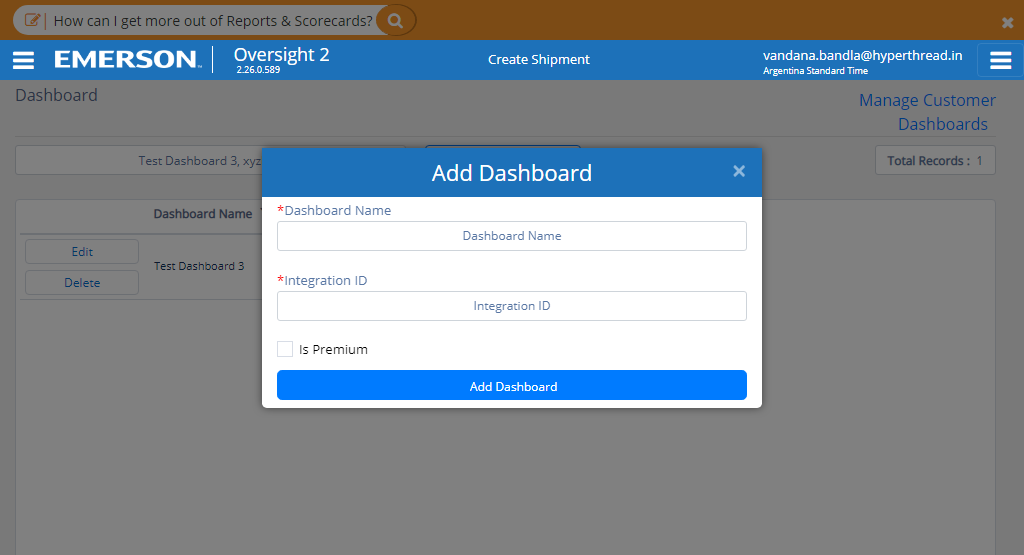 How can I get more out of Reports & Scorecards?
EMERSON™
Oversight 2
2.26.0.589
Create Shipment
vandana.bandla@hyperthread.in
Argentina Standard Time
Dashboard
Manage Customer
Dashboards
Test Dashboard 3, xyz
Total Records : 1
Add Dashboard
×
Dashboard Name
Edit
Delete
Test Dashboard 3
*Dashboard Name
Dashboard Name
*Integration ID
Integration ID
Is Premium
Add Dashboard